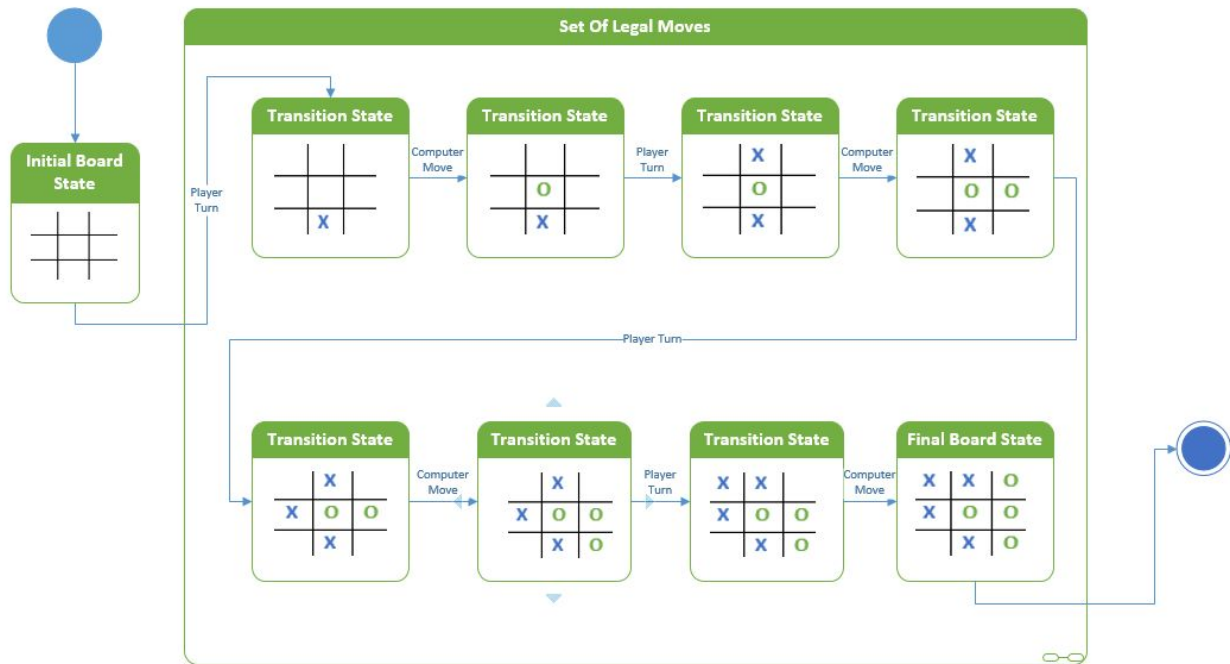 Set Of Legal Moves
Initial Board
State
Player
Turn
Transition State
X
Computer
Move
Transition State
O
X
Player
Turn
Transition State
X
O
X
Computer
Move
Transition State
X
O O
X
Player Turn
Transition State
X
X O O
X
Computer
Move
Transition State
X
X O O
X O
Player
Turn
Transition State
X X
X O O
X O
Computer
Move
Final Board State
X X O
X O O
X O